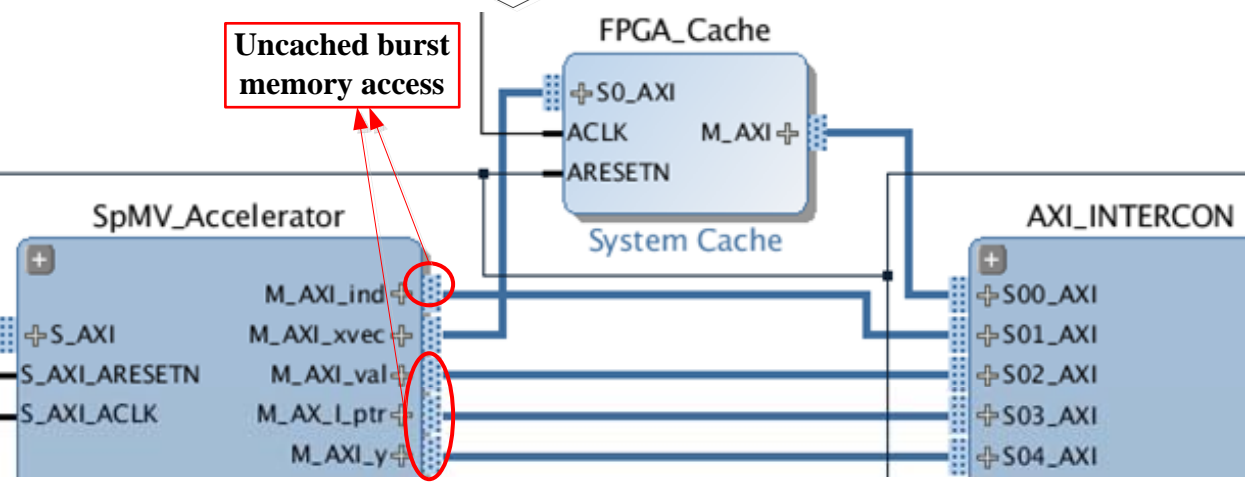 Uncached burst
memory access
FPGA_Cache
S0_AXI
ACLK
M_AXI
ARESETN
System Cache
SpMV_Accelerator
M_AXI_ind
S_AXI
M_AXI_xvec
S_AXI_ARESETN
M_AXI_val
S_AXI_ACLK
M_AX_I_ptr
M_AXI_y
AXI_INTERCON
S00_AXI
S01_AXI
S02_AXI
S03_AXI
S04_AXI